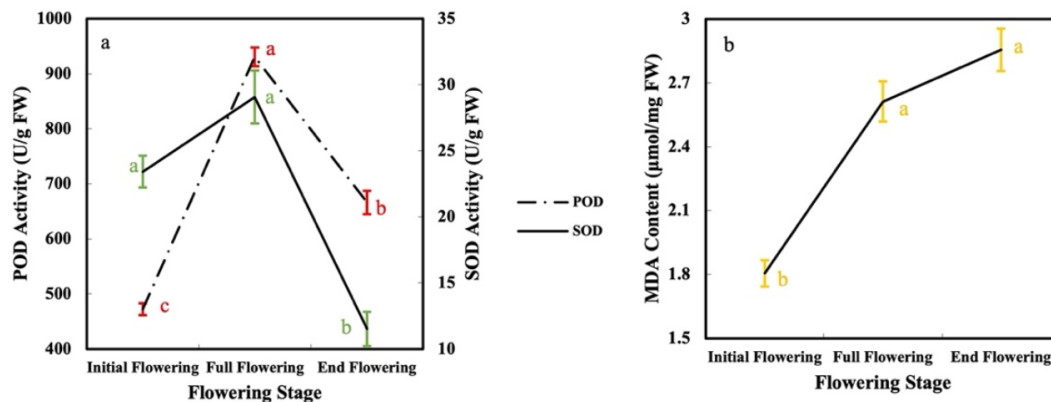 a
POD Activity (U/g FW)
1000
900
800
700
600
500
400
35
30
25
20
15
10
SOD Activity (U/g FW)
a
a
a
b
c
b
Initial Flowering Full Flowering End Flowering
Flowering Stage
POD
SOD
b
MDA Content (µmol/mg FW)
3
2.7
2.4
2.1
1.8
1.5
a
a
b
Initial Flowering Full Flowering End Flowering
Flowering Stage